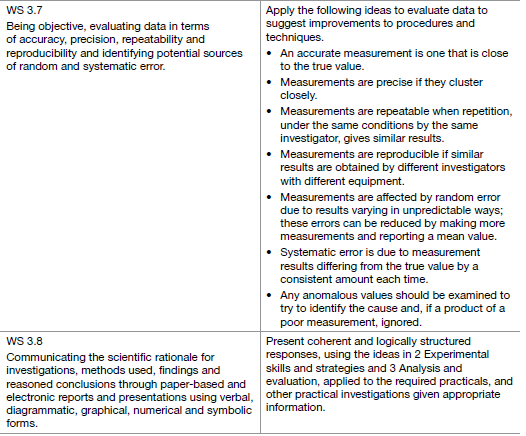 WS 3.7
Being objective, evaluating data in terms
of accuracy, precision, repeatability and
reproducibility and identifying potential sources
of random and systematic error.
Apply the following ideas to evaluate data to
suggest improvements to procedures and
techniques.
• An accurate measurement is one that is close
to the true value.
• Measurements are precise if they cluster
closely.
• Measurements are repeatable when repetition,
under the same conditions by the same
investigator, gives similar results.
• Measurements are reproducible if similar
results are obtained by different investigators
with different equipment.
• Measurements are affected by random error
due to results varying in unpredictable ways;
these errors can be reduced by making more
measurements and reporting a mean value.
• Systematic error is due to measurement
results differing from the true value by a
consistent amount each time.
• Any anomalous values should be examined to
try to identify the cause and, if a product of a
poor measurement, ignored.
WS 3.8
Communicating the scientific rationale for
investigations, methods used, findings and
reasoned conclusions through paper-based and
electronic reports and presentations using verbal,
diagrammatic, graphical, numerical and symbolic
forms.
Present coherent and logically structured
responses, using the ideas in 2 Experimental
skills and strategies and 3 Analysis and
evaluation, applied to the required practicals, and
other practical investigations given appropriate
information.